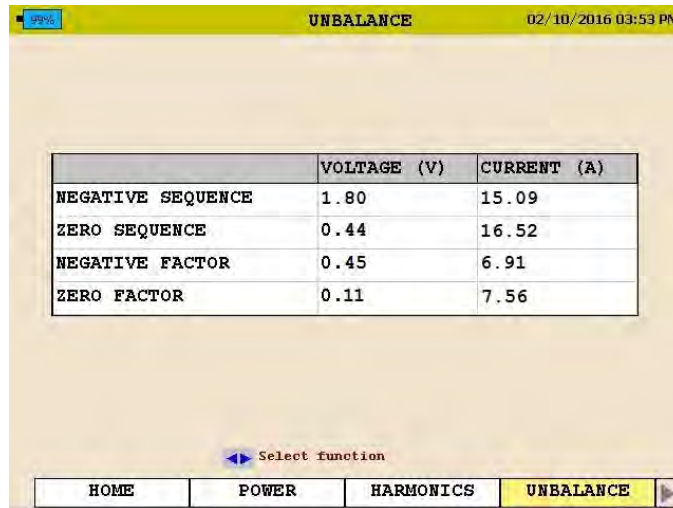 99% UNBALANCE 02/10/2016 03:53 PM
VOLTAGE (V) CURRENT (A)
NEGATIVE SEQUENCE 1.80 15.09
ZERO SEQUENCE 0.44 16.52
NEGATIVE FACTOR 0.45 6.91
ZERO FACTOR 0.11 7.56
Select function
HOME POWER HARMONICS UNBALANCE